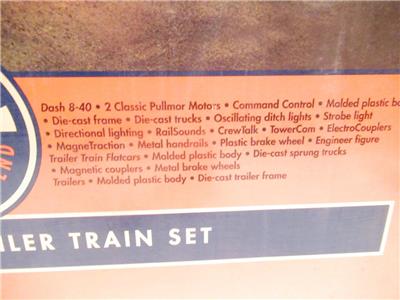 Dash 8-40 • 2 Classic Pullmor Motors • Command Control • Molded plastic
• Die-cast frame • Die-cast trucks • Oscillating ditch lights • Strobe light
• Directional lighting • RailSounds • CrewTalk • TowerCom • ElectroCouplers
• MagneTraction • Metal handrails • Plastic brake wheel • Engineer figure
Trailer Train Flatcars • Molded plastic body • Die-cast sprung trucks
• Magnetic couplers • Metal brake wheels
Trailers • Molded plastic body • Die-cast trailer frame
END
ILER TRAIN SET